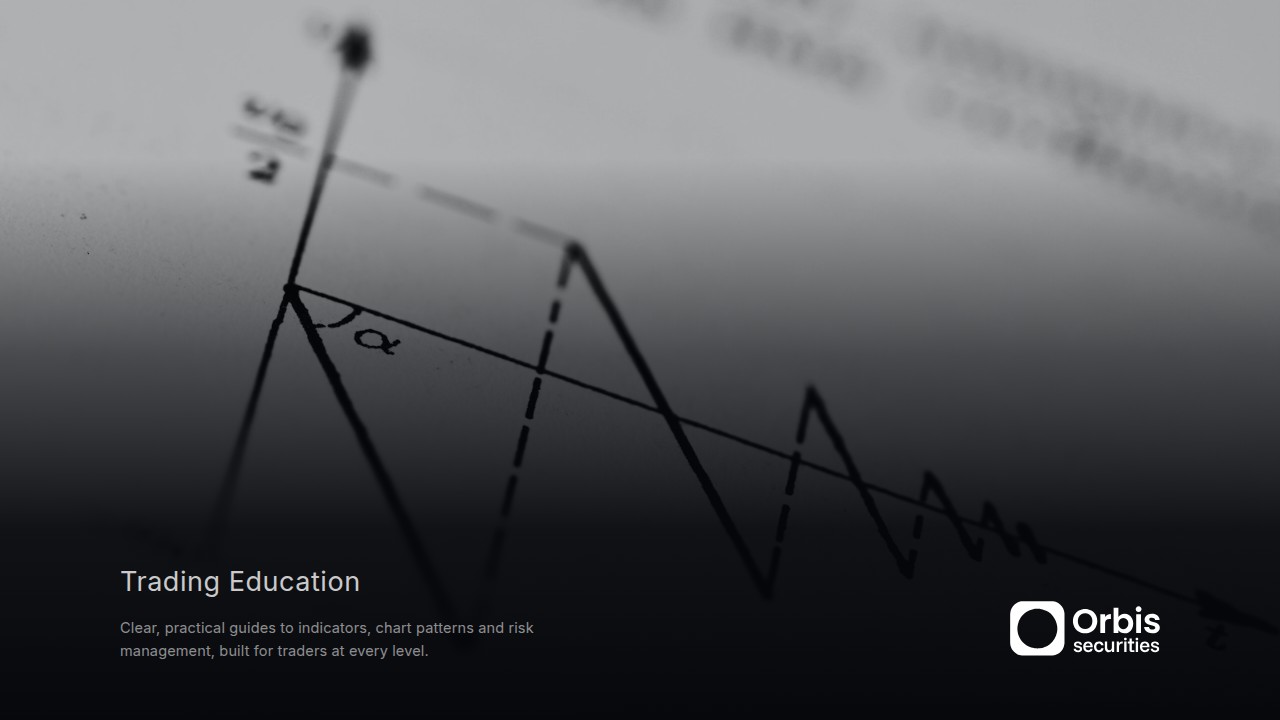 α
Trading Education
Clear, practical guides to indicators, chart patterns and risk
management, built for traders at every level.
Orbis
securities
t